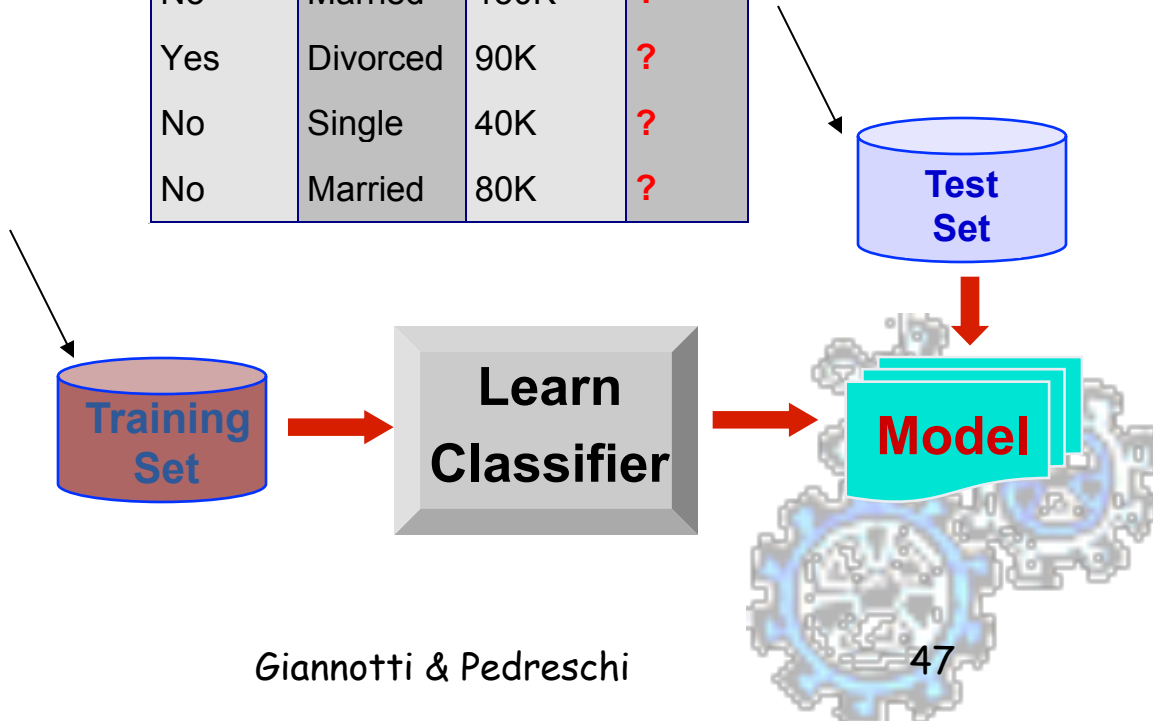 Yes Divorced 90K ?
No Single 40K ?
No Married 80K ?
Test
Set
Training
Set
Learn
Classifier
Model
Giannotti & Pedreschi
47